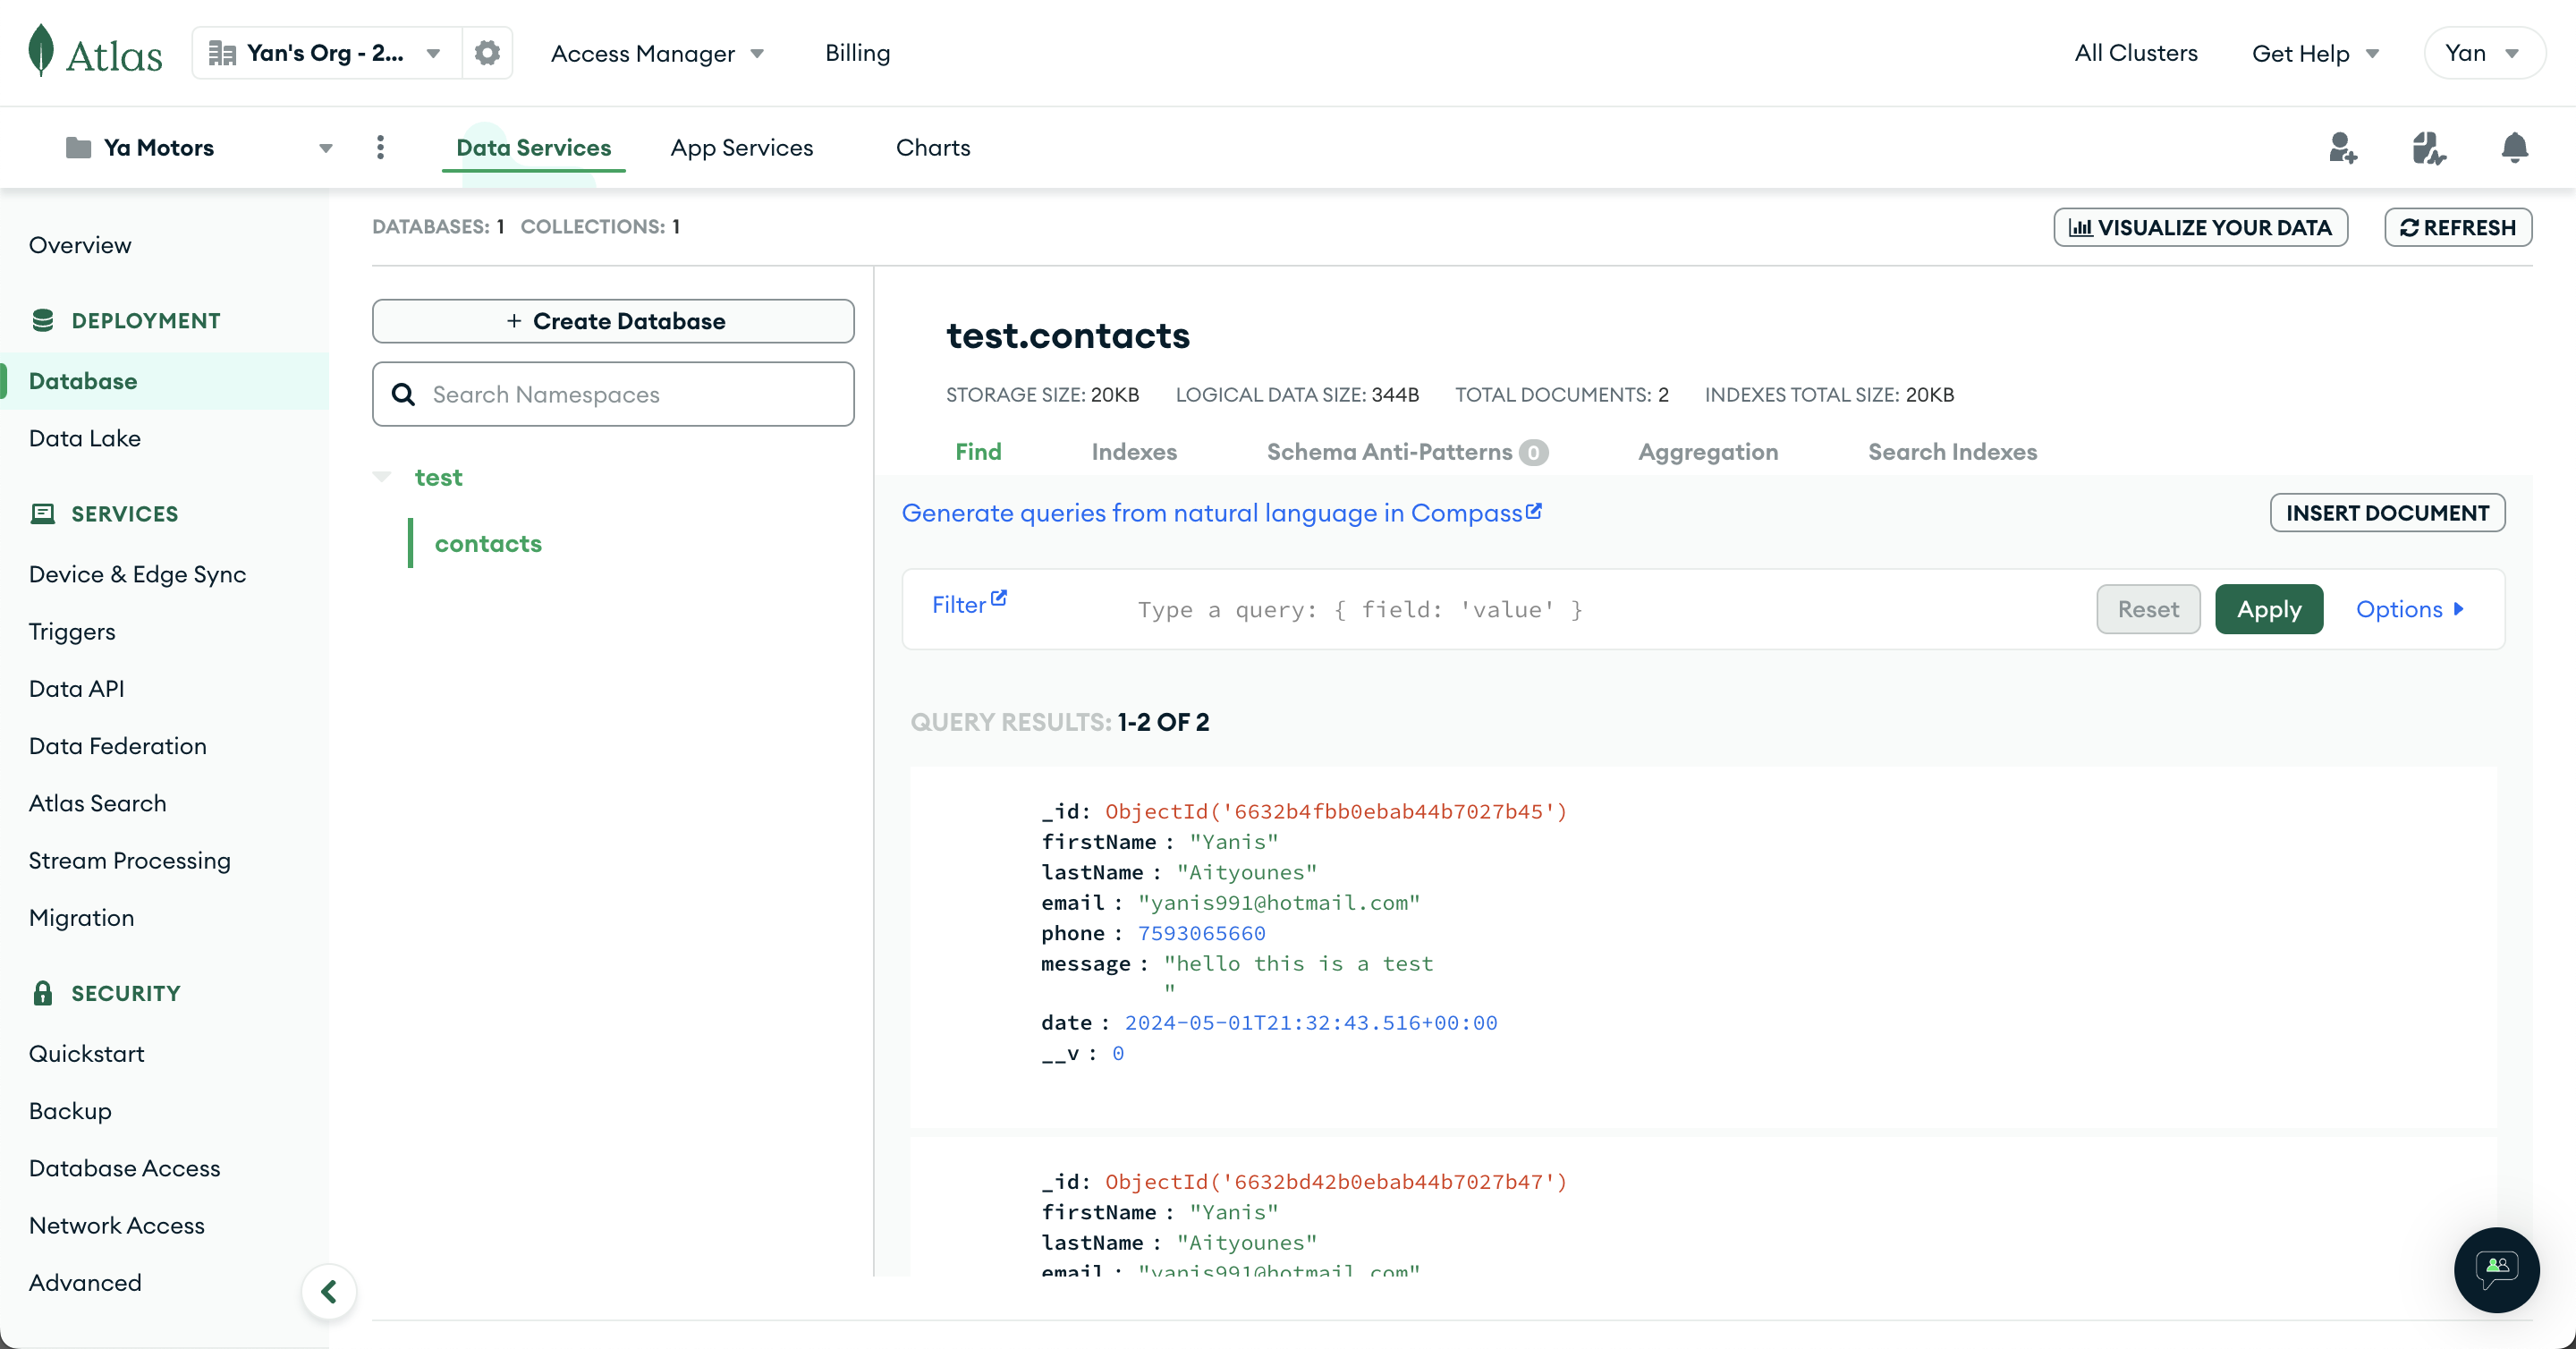 Atlas
Yan's Org - 2...
Access Manager
Billing
All Clusters
Get Help
Yan
Ya Motors
Data Services
App Services
Charts
Overview
DEPLOYMENT
Database
Data Lake
SERVICES
Device & Edge Sync
Triggers
Data API
Data Federation
Atlas Search
Stream Processing
Migration
SECURITY
Quickstart
Backup
Database Access
Network Access
Advanced
DATABASES: 1 COLLECTIONS: 1
VISUALIZE YOUR DATA
REFRESH
+ Create Database
Search Namespaces
test
contacts
test.contacts
STORAGE SIZE: 20KB LOGICAL DATA SIZE: 344B TOTAL DOCUMENTS: 2 INDEXES TOTAL SIZE: 20KB
Find
Indexes
Schema Anti-Patterns 0
Aggregation
Search Indexes
Generate queries from natural language in Compass
INSERT DOCUMENT
Filter
Type a query: { field: 'value' }
Reset
Apply
Options
QUERY RESULTS: 1-2 OF 2
_id: ObjectId('6632b4fbb0ebab44b7027b45')
firstName : "Yanis"
lastName : "Aityounes"
email : "yanis991@hotmail.com"
phone : 7593065660
message : "hello this is a test
"
date : 2024-05-01T21:32:43.516+00:00
__v : 0
_id: ObjectId('6632bd42b0ebab44b7027b47')
firstName : "Yanis"
lastName : "Aityounes"
email : "yanis991@hotmail.com"